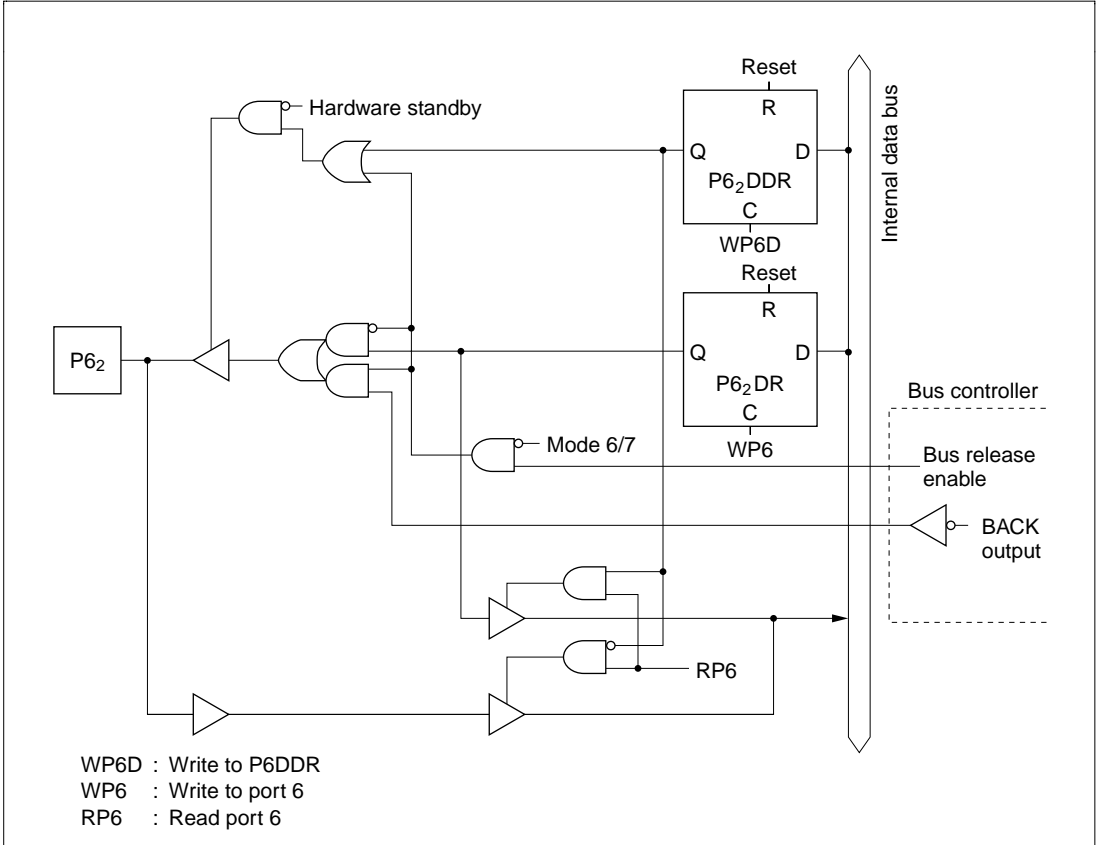 Reset
Hardware standby
R
Q
D
P6₂DDR
C
WP6D
Internal data bus
Reset
R
P6₂
Q
D
P6₂DR
C
WP6
Bus controller
Mode 6/7
Bus release
enable
BACK
output
RP6
WP6D : Write to P6DDR
WP6 : Write to port 6
RP6 : Read port 6